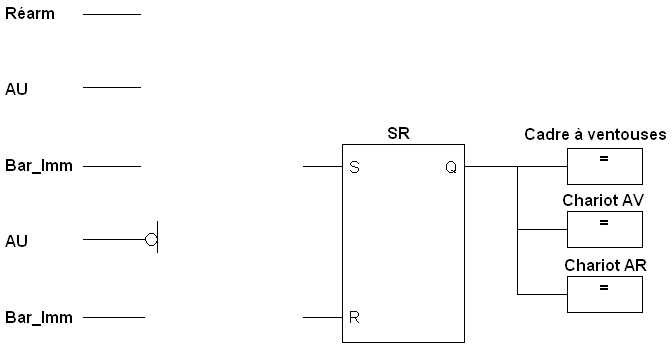 Réarm
AU
SR
Cadre à ventouses
Bar_Imm
S
Q
=
Chariot AV
=
AU
Chariot AR
=
Bar_Imm
R